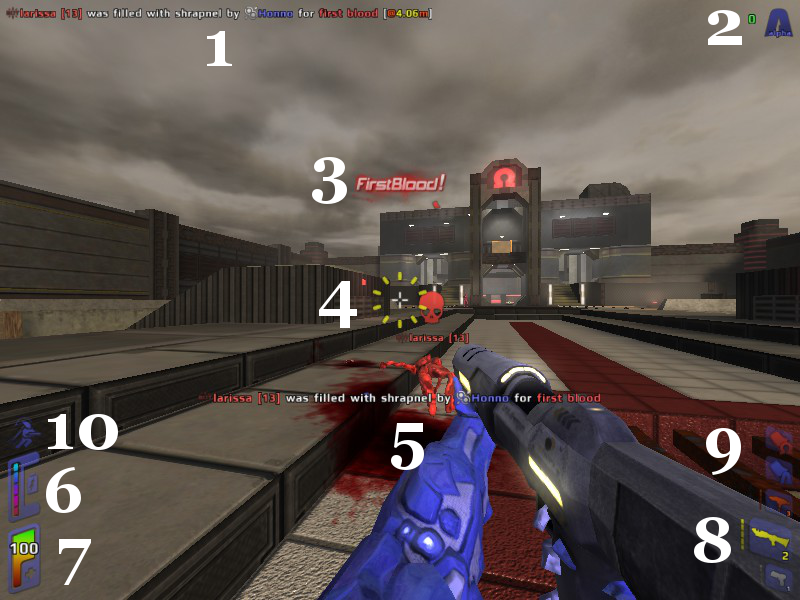 larissa [13] was filled with shrapnel by Honno for first blood [@4.06m]
0
alpha
1
2
3
FirstBlood!
Ω
4
larissa [13]
larissa [13] was filled with shrapnel by Honno for first blood
10
5
9
6
8
2
100
7